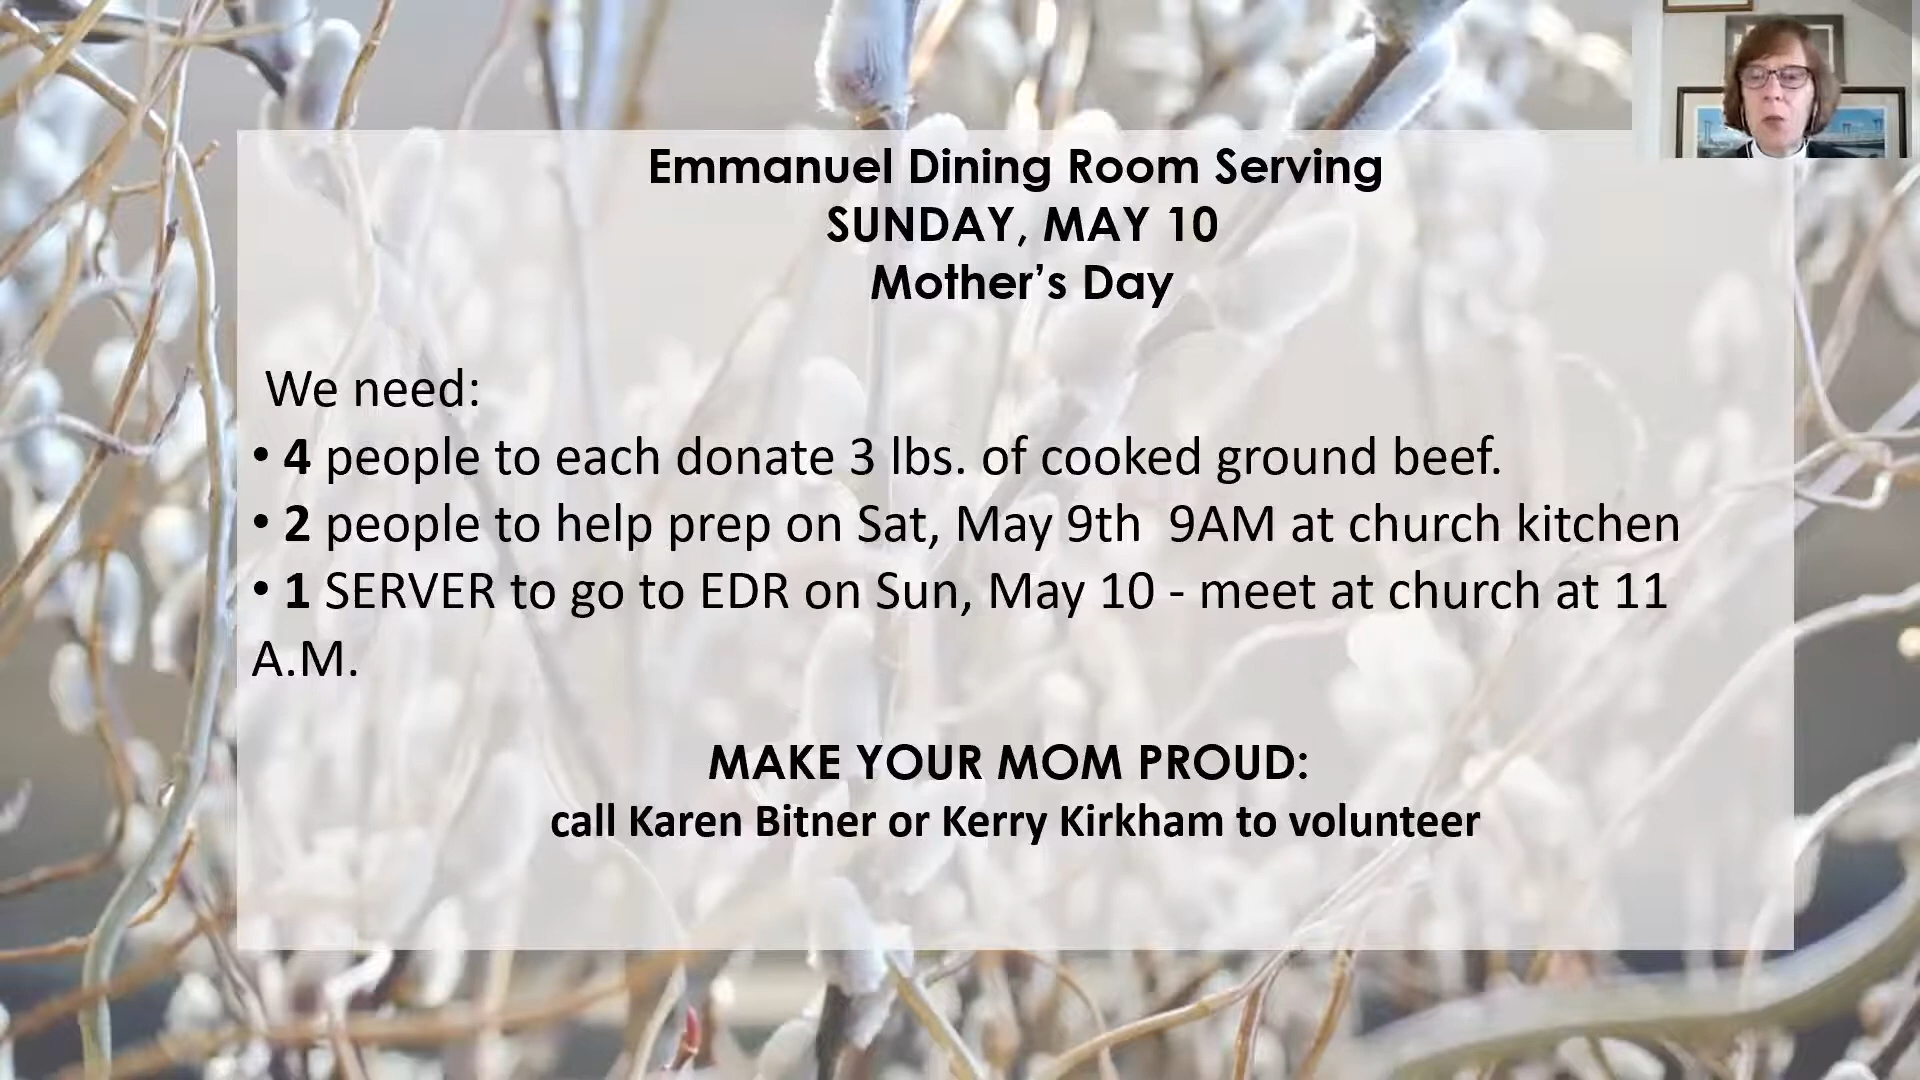 Emmanuel Dining Room Serving
SUNDAY, MAY 10
Mother’s Day
We need:
• 4 people to each donate 3 lbs. of cooked ground beef.
• 2 people to help prep on Sat, May 9th  9AM at church kitchen
• 1 SERVER to go to EDR on Sun, May 10 - meet at church at 11
A.M.
MAKE YOUR MOM PROUD:
call Karen Bitner or Kerry Kirkham to volunteer